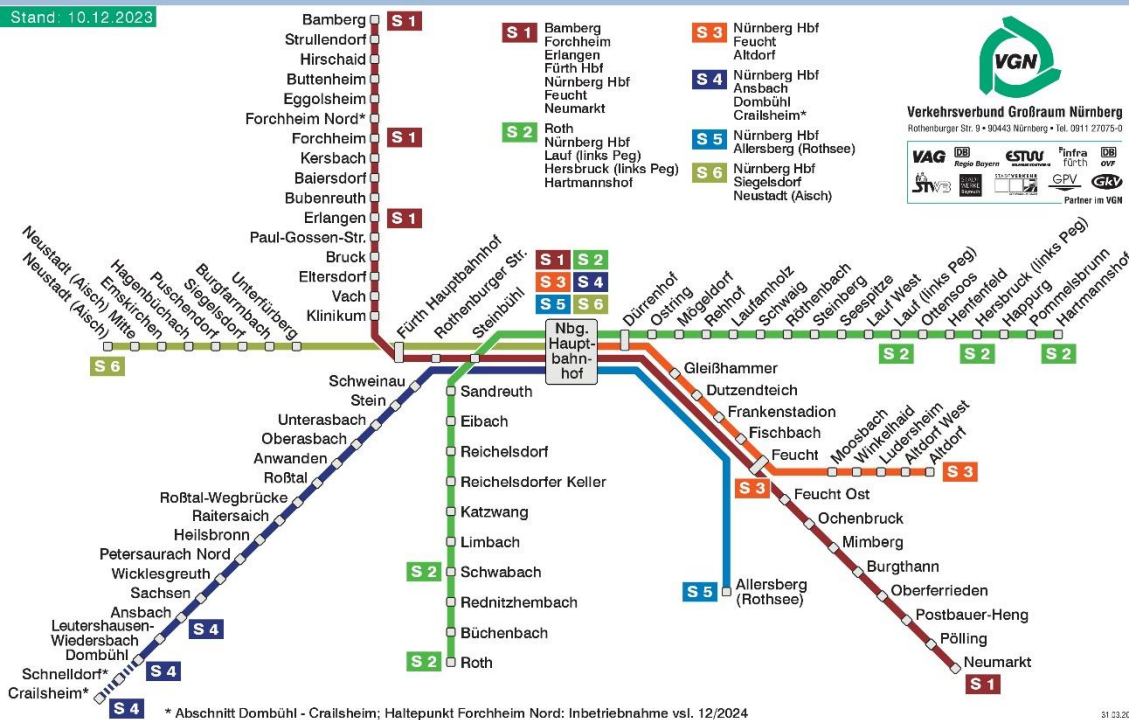 Stand: 10.12.2023
Bamberg
S 1
Strullendorf
Hirschaid
Buttenheim
Eggolsheim
Forchheim Nord*
Forchheim
S 1
Kersbach
Baiersdorf
Bubenreuth
Erlangen
S 1
Paul-Gossen-Str.
Bruck
Eltersdorf
Vach
Klinikum
S 1
Bamberg
Forchheim
Erlangen
Fürth Hbf
Nürnberg Hbf
Feucht
Neumarkt
S 2
Roth
Nürnberg Hbf
Lauf (links Peg)
Hersbruck (links Peg)
Hartmannshof
S 3
Nürnberg Hbf
Feucht
Altdorf
S 4
Nürnberg Hbf
Ansbach
Dombühl
Crailsheim*
S 5
Nürnberg Hbf
Allersberg (Rothsee)
S 6
Nürnberg Hbf
Siegelsdorf
Neustadt (Aisch)
VGN
Verkehrsverbund Großraum Nürnberg
Rothenburger Str. 9 • 90443 Nürnberg • Tel. 0911 27075-0
VAG
DB
Regio Bayern
ESTW
infra
fürth
DB
OVF
STWB
STADT
WERKE
GPV
GkV
Partner im VGN
Neustadt (Aisch)
Neustadt (Aisch) Mitte
Emskirchen
Hagenbüchach
Puschendorf
Siegelsdorf
Burgfarrnbach
Unterfürberg
S 6
Fürth Hauptbahnhof
Rothenburger Str.
Steinbühl
S 1
S 2
S 3
S 4
S 5
S 6
Nbg.
Haupt-
bahn-
hof
Dürrenhof
Ostring
Mögeldorf
Rehhof
Laufamholz
Schwaig
Röthenbach
Steinberg
Seespitze
Lauf West
Lauf (links Peg)
Ottensoos
Henfenfeld
Hersbruck (links Peg)
Happurg
Pommelsbrunn
Hartmannshof
S 2
S 2
S 2
Schweinau
Stein
Unterasbach
Oberasbach
Anwanden
Roßtal
Roßtal-Wegbrücke
Raitersaich
Heilsbronn
Petersaurach Nord
Wicklesgreuth
Sachsen
Ansbach
S 4
Leutershausen-
Wiedersbach
Dombühl
S 4
Schnelldorf*
Crailsheim*
S 4
Sandreuth
Eibach
Reichelsdorf
Reichelsdorfer Keller
Katzwang
Limbach
S 2
Schwabach
Rednitzhembach
Büchenbach
S 2
Roth
Gleißhammer
Dutzendteich
Frankenstadion
Fischbach
Feucht
S 3
Moosbach
Winkelhaid
Ludersheim
Altdorf West
Altdorf
S 3
Feucht Ost
Ochenbruck
Mimberg
Burgthann
Oberferrieden
Postbauer-Heng
Pölling
Neumarkt
S 1
S 5
Allersberg
(Rothsee)
* Abschnitt Dombühl - Crailsheim; Haltepunkt Forchheim Nord: Inbetriebnahme vsl. 12/2024